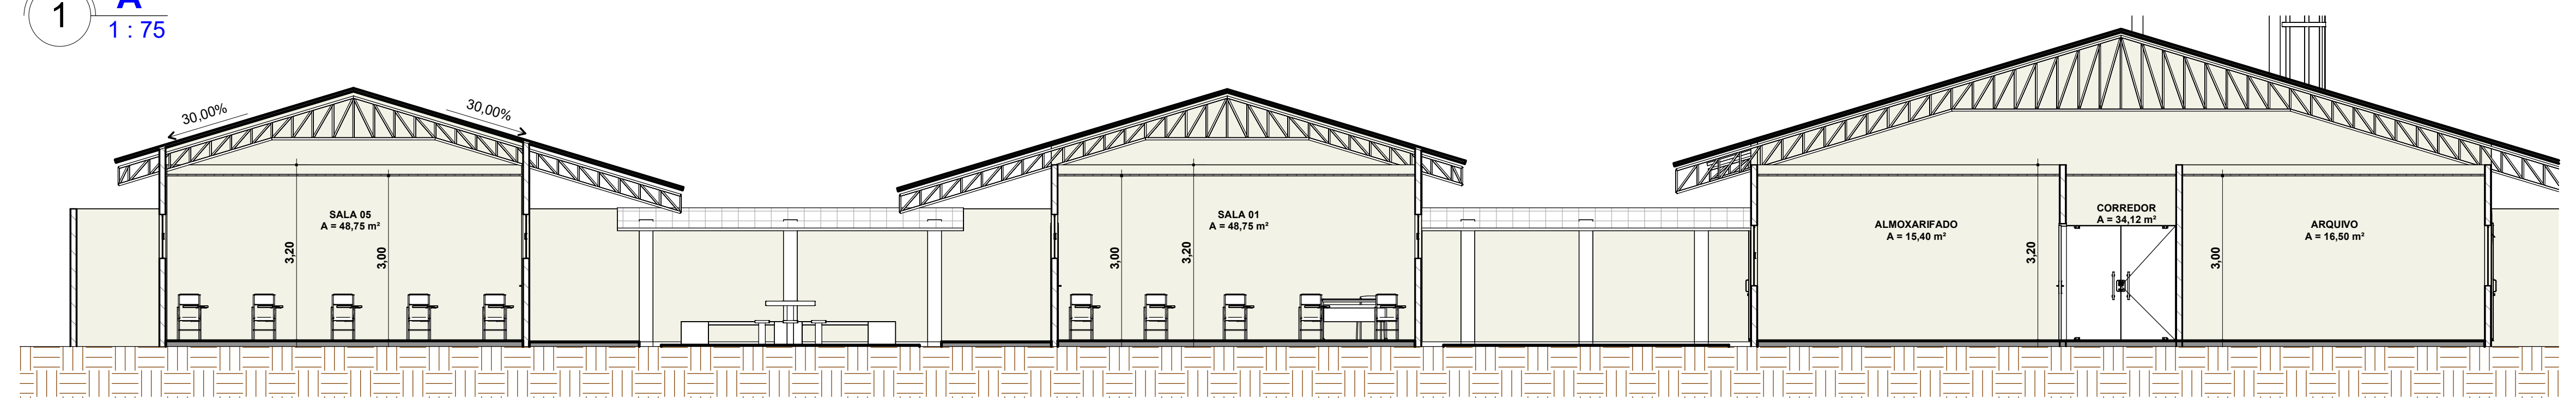 A
1
1 : 75
30,00%
30,00%
SALA 05
A = 48,75 m²
3,20
3,00
SALA 01
A = 48,75 m²
3,00
3,20
ALMOXARIFADO
A = 15,40 m²
3,20
CORREDOR
A = 34,12 m²
3,00
ARQUIVO
A = 16,50 m²